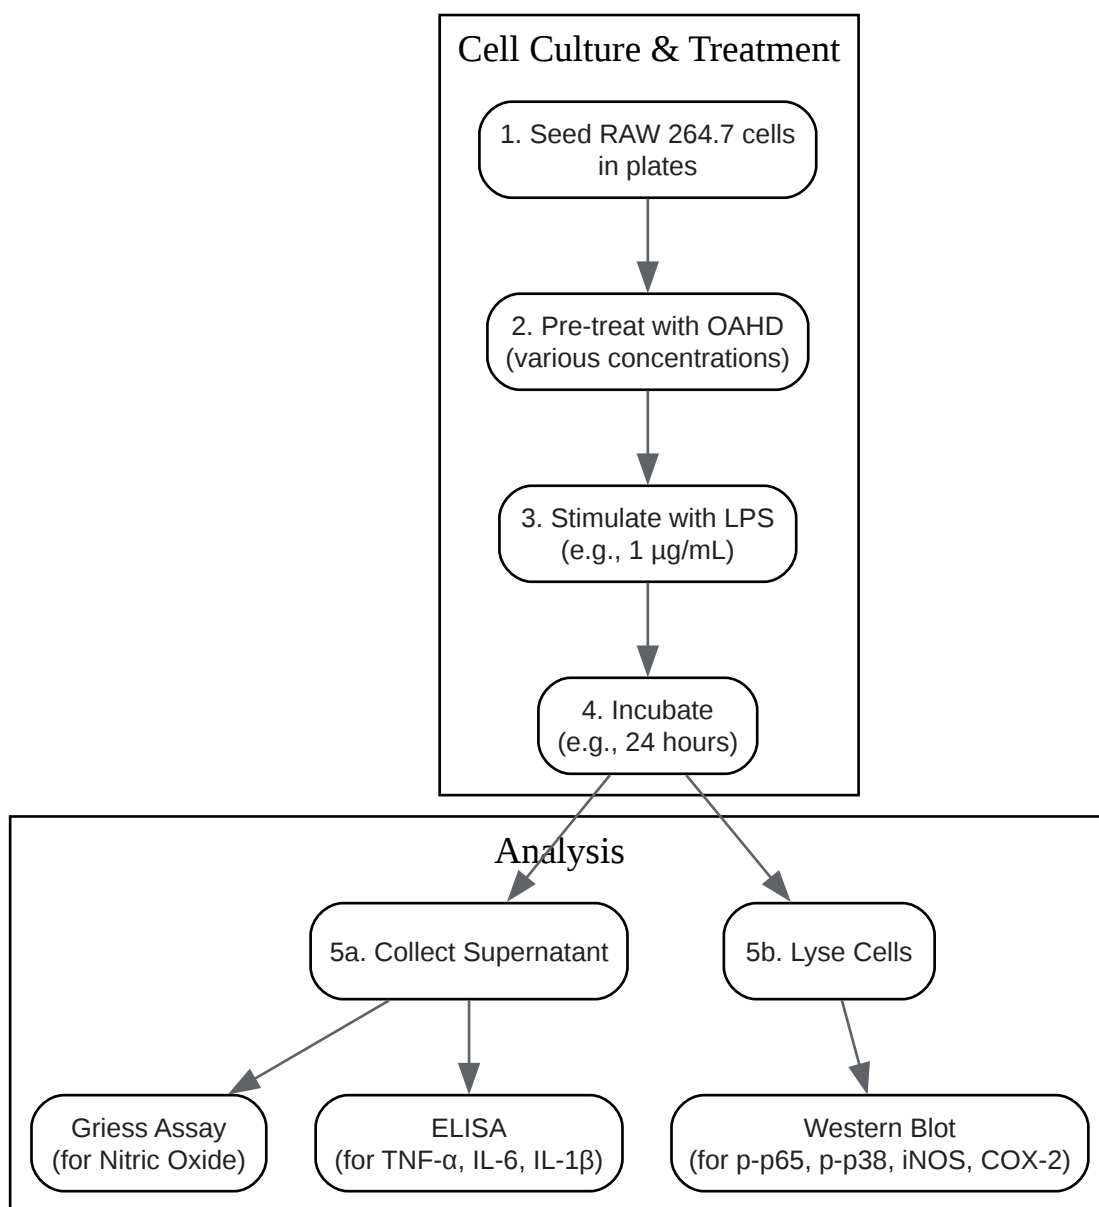 Cell Culture & Treatment
1. Seed RAW 264.7 cells
in plates
2. Pre-treat with OAHD
(various concentrations)
3. Stimulate with LPS
(e.g., 1 µg/mL)
4. Incubate
(e.g., 24 hours)
Analysis
5a. Collect Supernatant
5b. Lyse Cells
Griess Assay
(for Nitric Oxide)
ELISA
(for TNF-α, IL-6, IL-1β)
Western Blot
(for p-p65, p-p38, iNOS, COX-2)